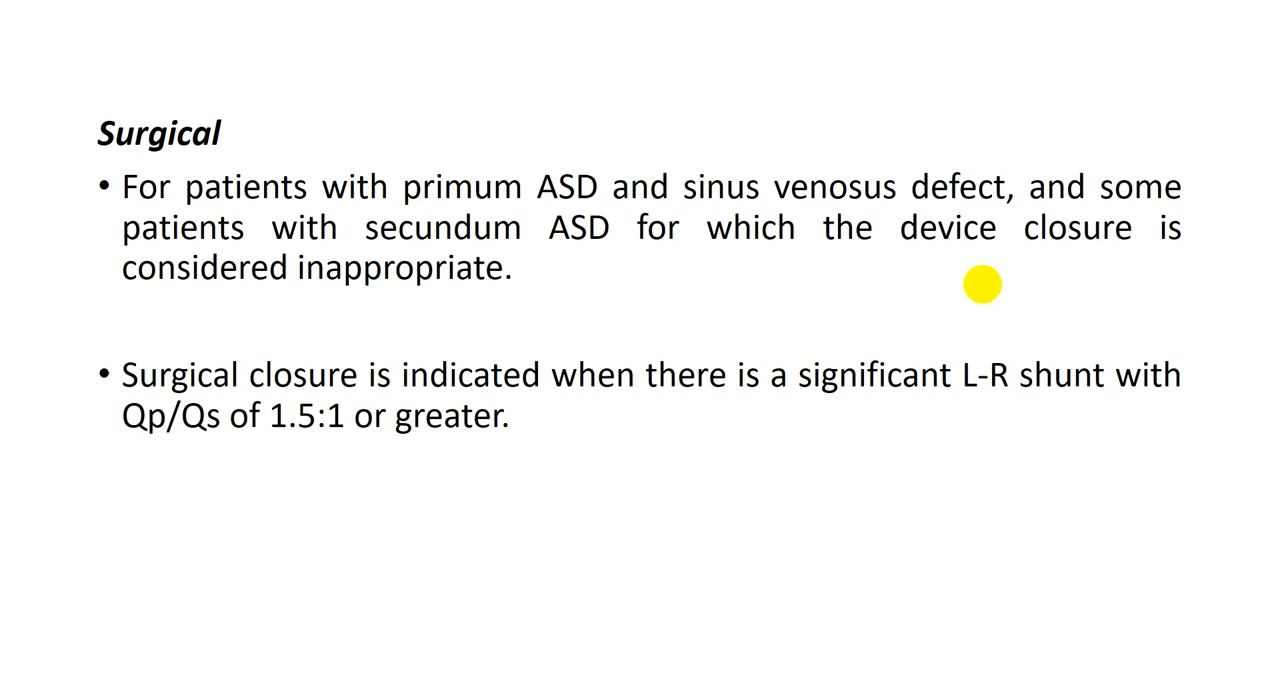 Surgical
• For patients with primum ASD and sinus venosus defect, and some
patients with secundum ASD for which the device closure is
considered inappropriate.
• Surgical closure is indicated when there is a significant L-R shunt with
Qp/Qs of 1.5:1 or greater.